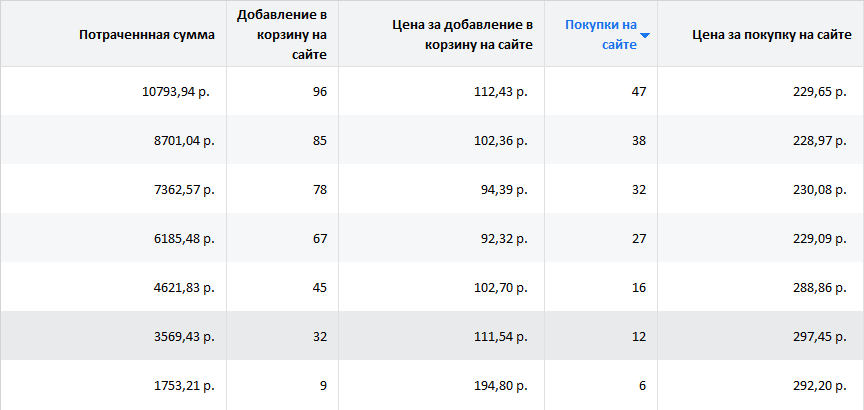 Потраченнная сумма
Добавление в
корзину на
сайте
Цена за добавление в
корзину на сайте
Покупки на
сайте
Цена за покупку на сайте
10793,94 р. 96 112,43 р. 47 229,65 р.
8701,04 р. 85 102,36 р. 38 228,97 р.
7362,57 р. 78 94,39 р. 32 230,08 р.
6185,48 р. 67 92,32 р. 27 229,09 р.
4621,83 р. 45 102,70 р. 16 288,86 р.
3569,43 р. 32 111,54 р. 12 297,45 р.
1753,21 р. 9 194,80 р. 6 292,20 р.